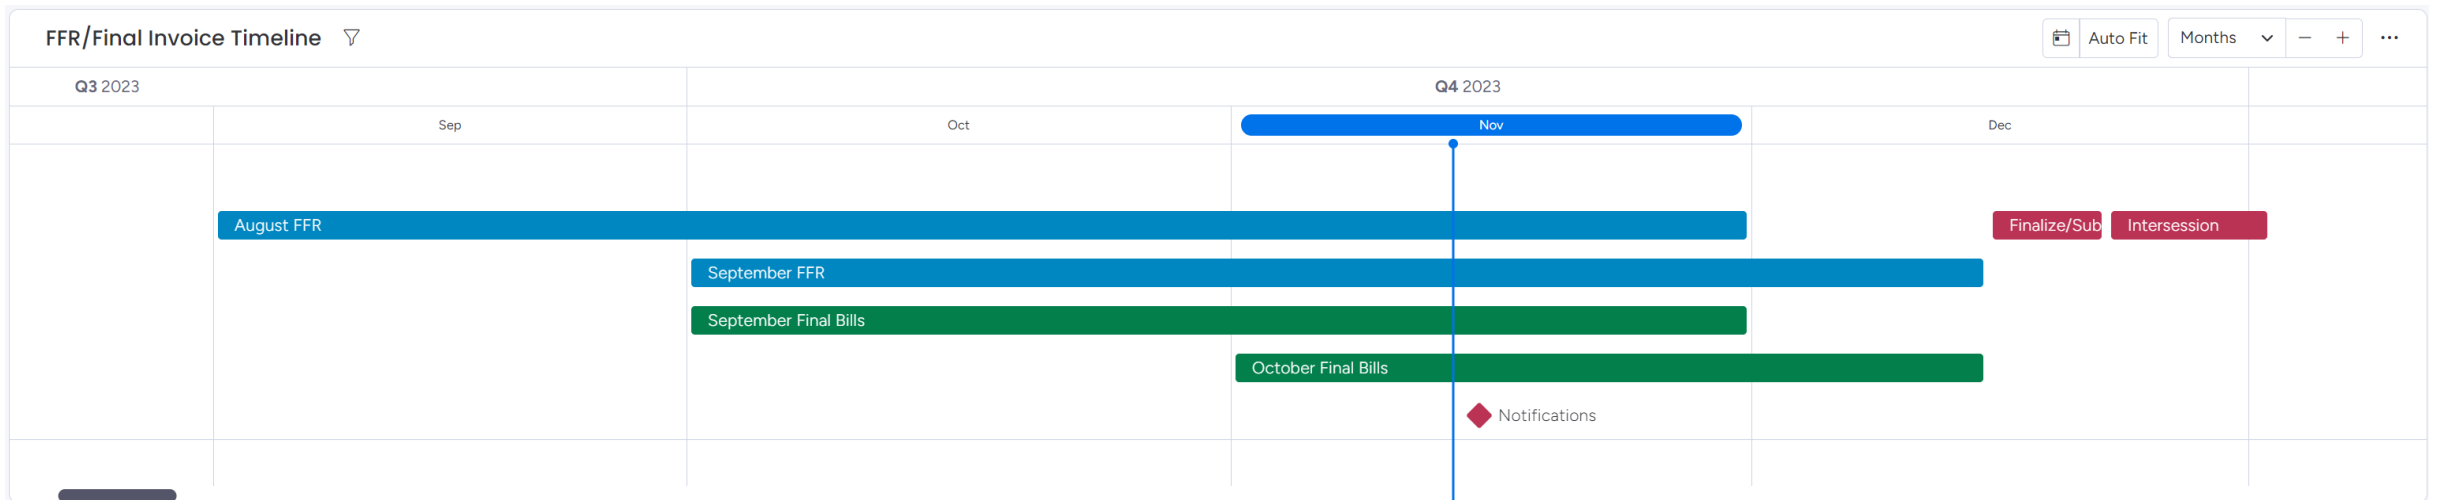 FFR/Final Invoice Timeline
Auto Fit
Months
Q3 2023
Q4 2023
Sep
Oct
Nov
Dec
August FFR
Finalize/Sub
Intersession
September FFR
September Final Bills
October Final Bills
Notifications